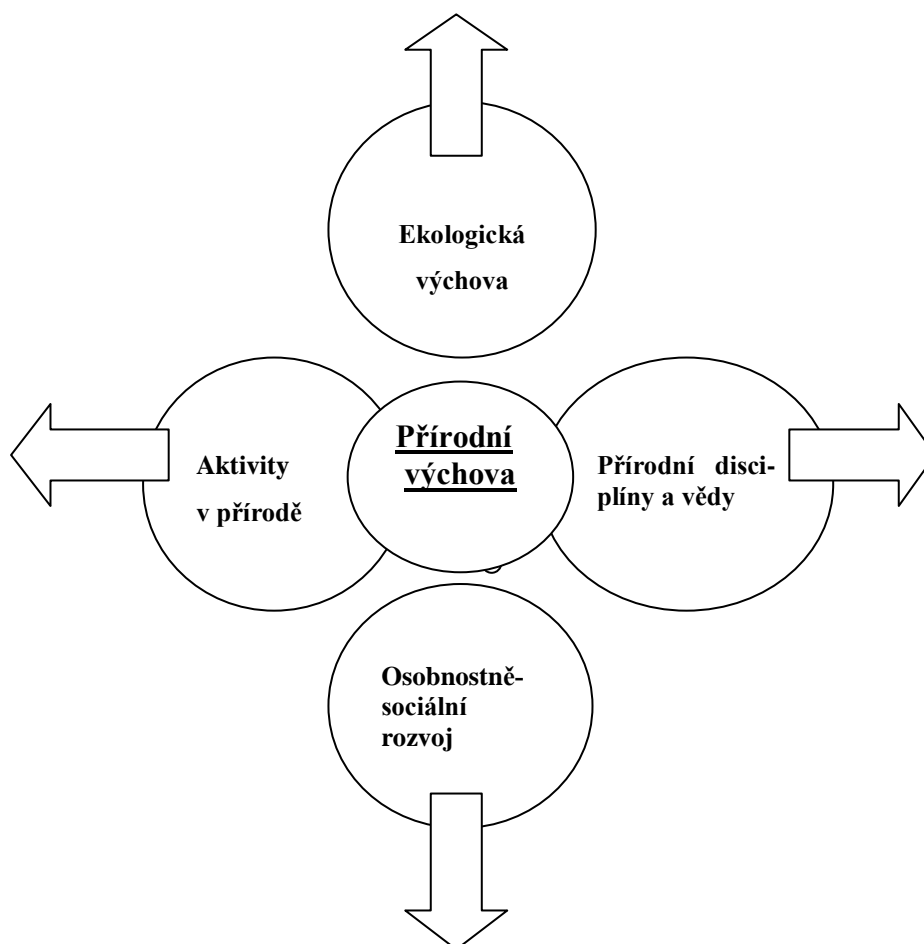 Ekologická
výchova
Přírodní
výchova
Aktivity
v přírodě
Přírodní disci-
plíny a vědy
Osobnostně-
sociální
rozvoj